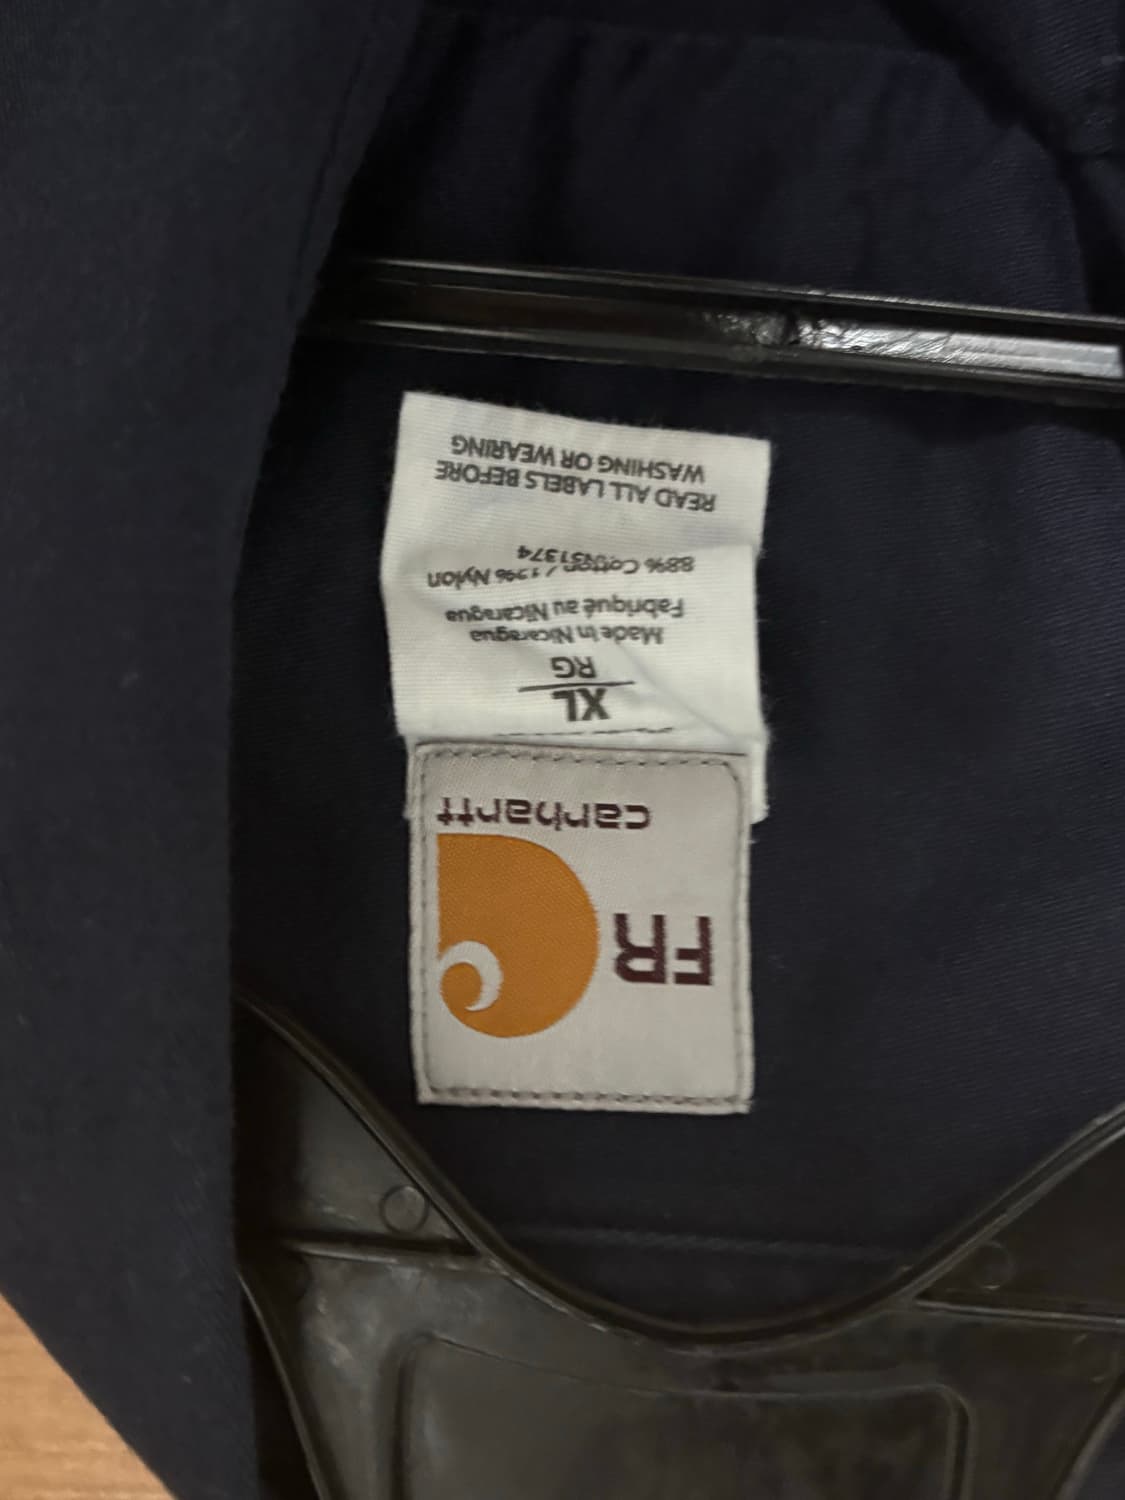 FR
carhartt
XL
RG
Made in Nicaragua
Fabriqué au Nicaragua
88% Cotton / 12% Nylon
READ ALL LABELS BEFORE
WASHING OR WEARING